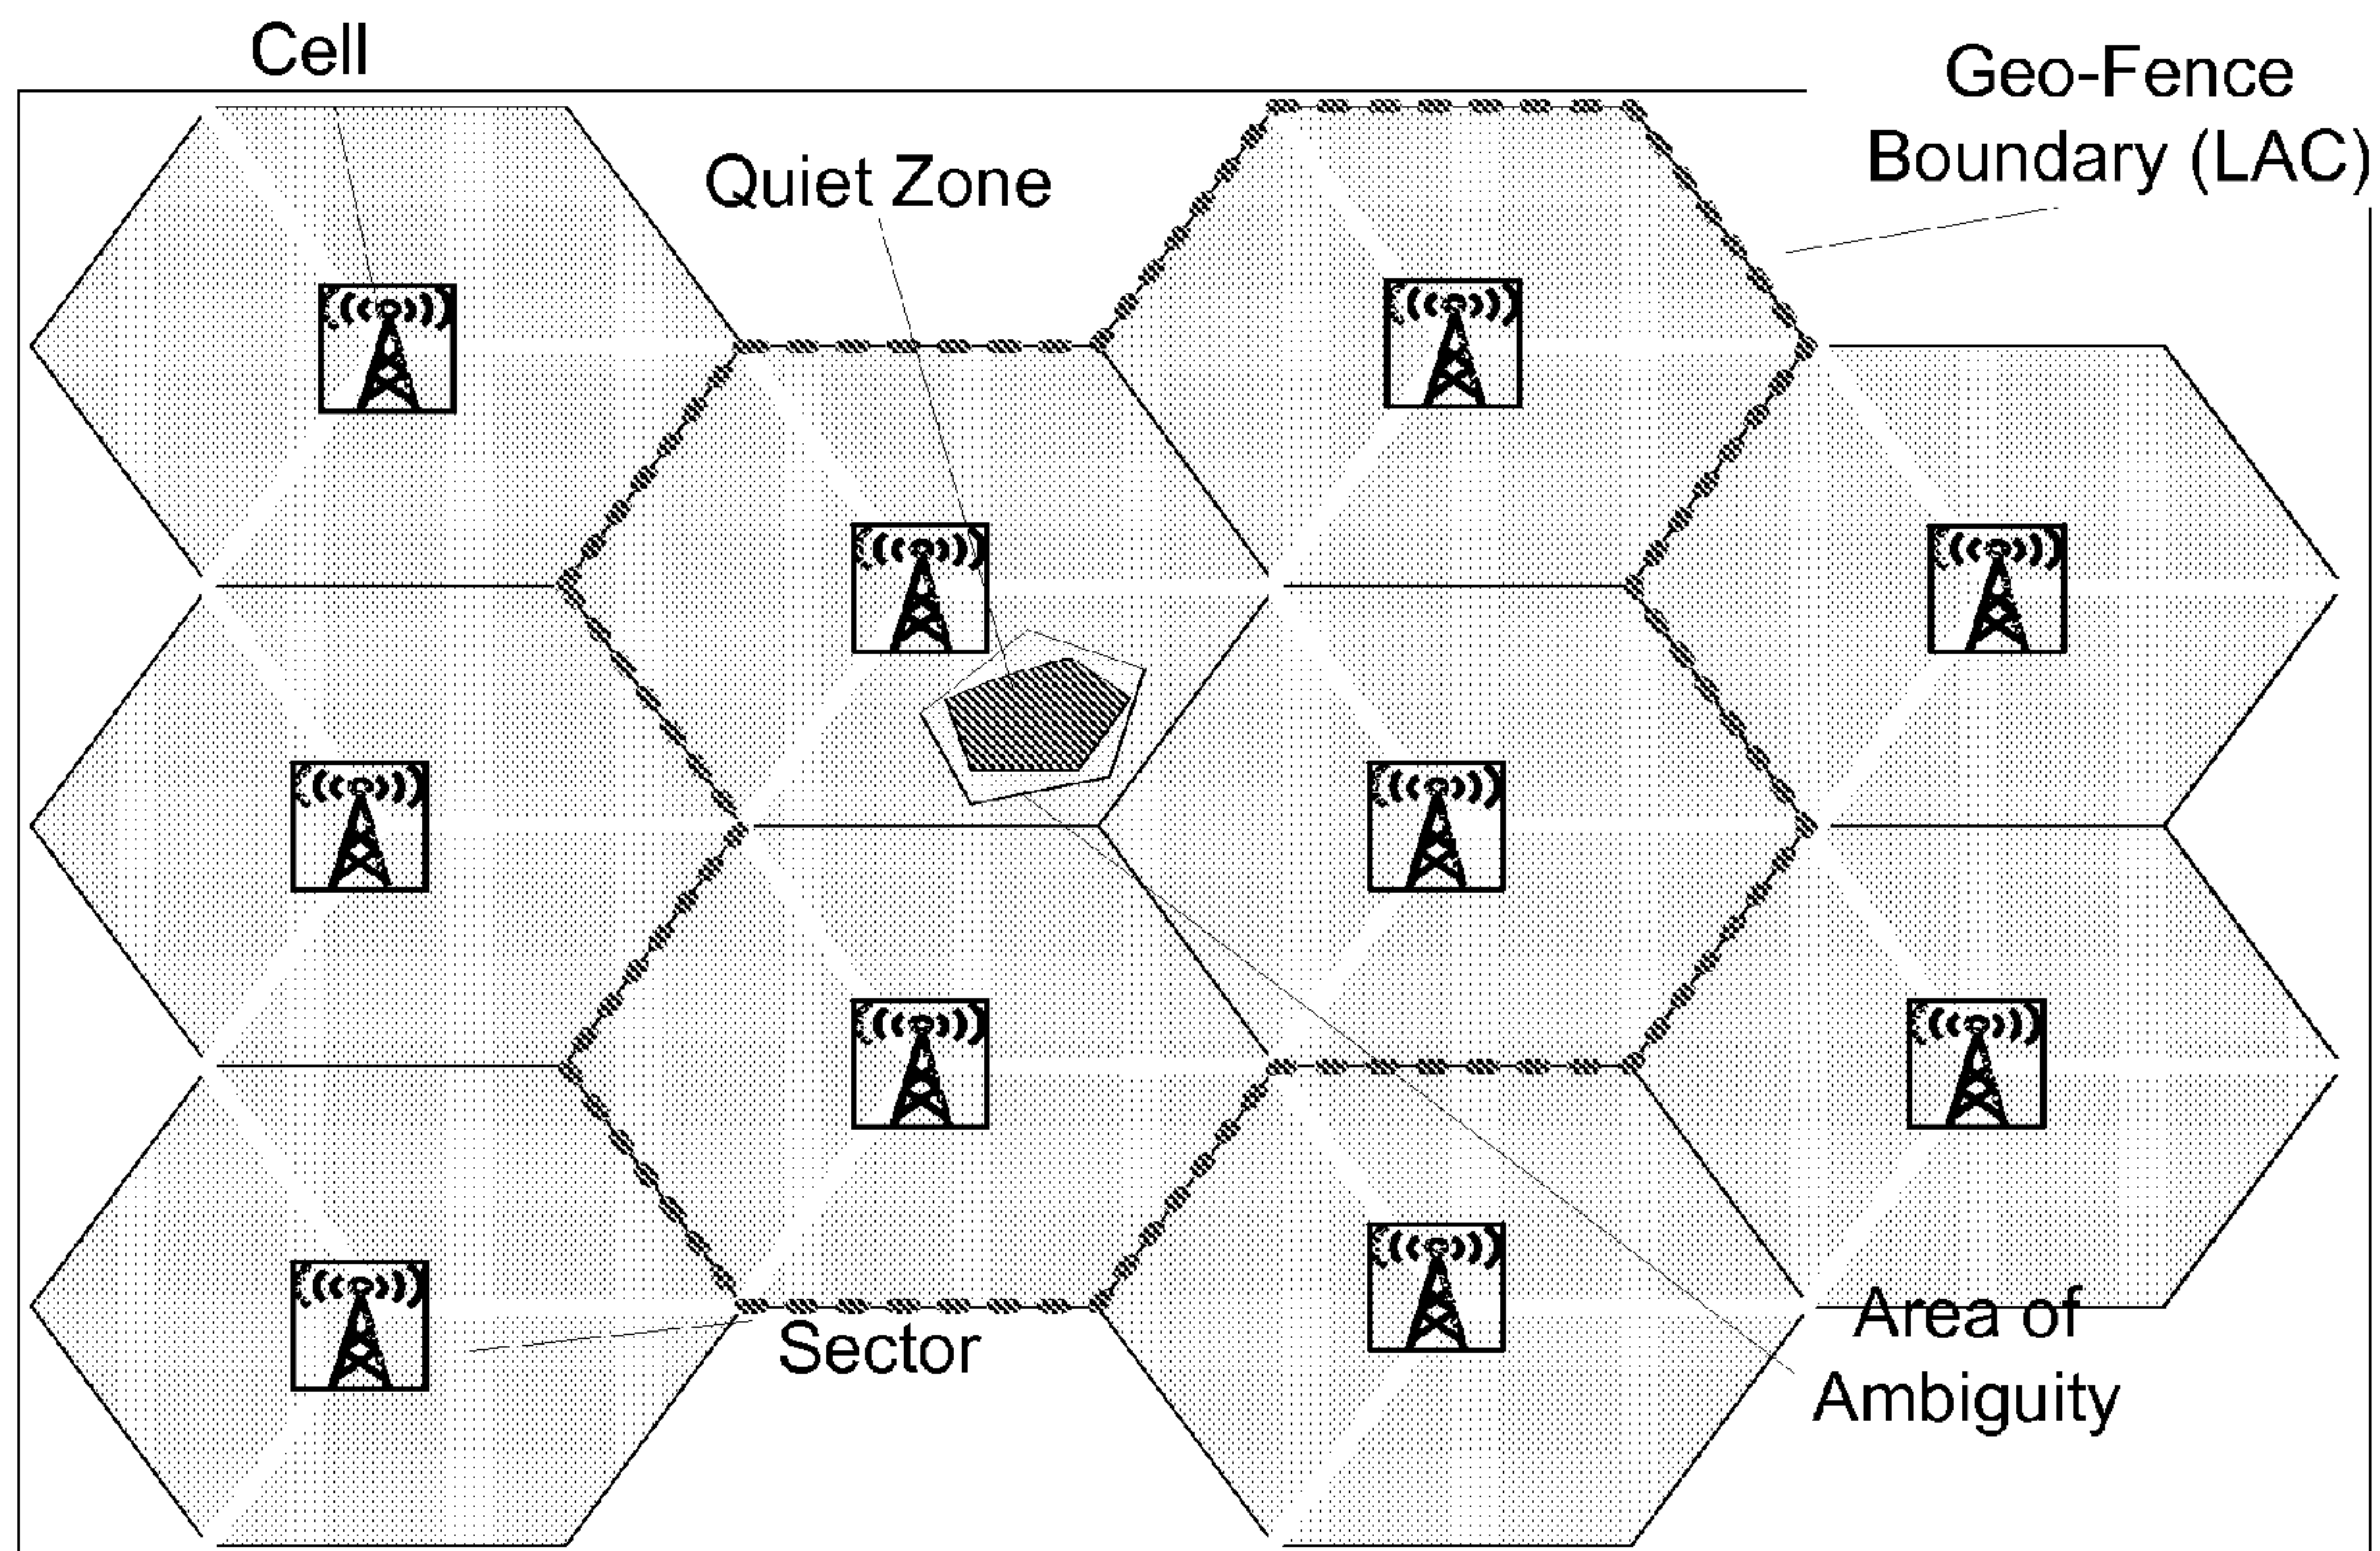 Cell
Geo-Fence
Boundary (LAC)
Quiet Zone
Sector
Area of
Ambiguity